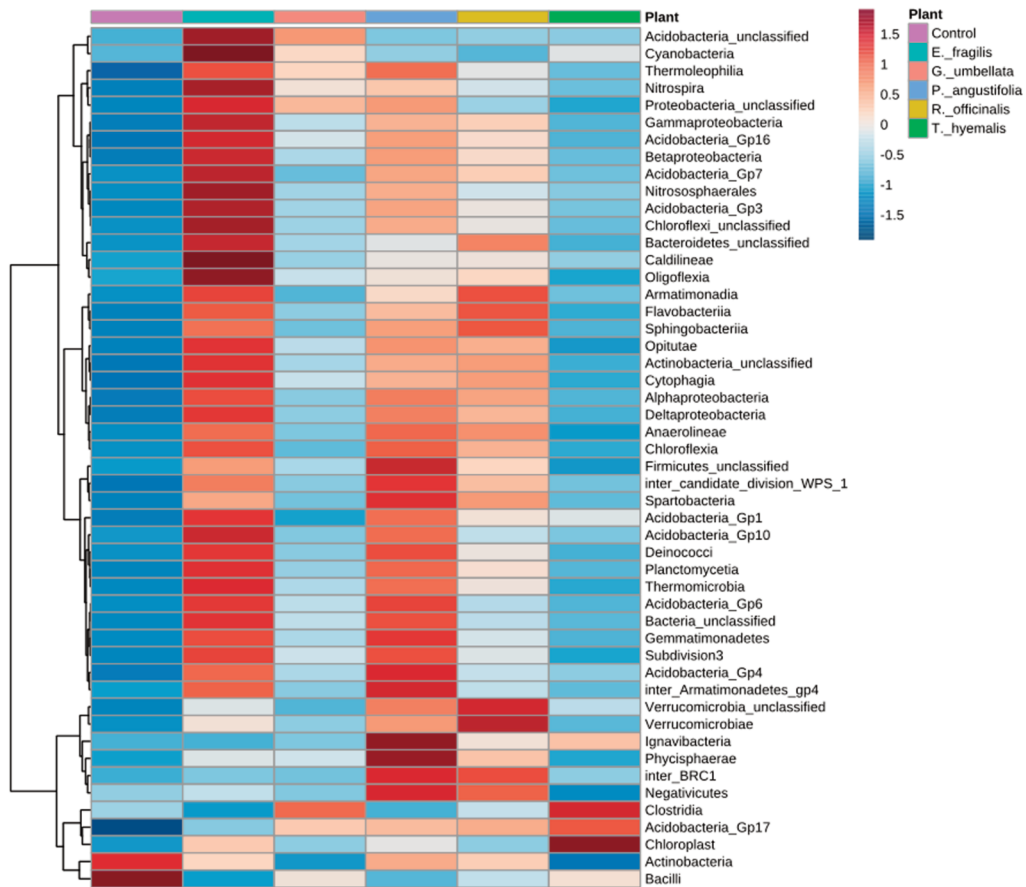 Plant
Acidobacteria_unclassified
Cyanobacteria
Thermoleophilia
Nitrospira
Proteobacteria_unclassified
Gammaproteobacteria
Acidobacteria_Gp16
Betaproteobacteria
Acidobacteria_Gp7
Nitrososphaerales
Acidobacteria_Gp3
Chloroflexi_unclassified
Bacteroidetes_unclassified
Caldilineae
Oligoflexia
Armatimonadia
Flavobacteriia
Sphingobacteriia
Opitutae
Actinobacteria_unclassified
Cytophagia
Alphaproteobacteria
Deltaproteobacteria
Anaerolineae
Chloroflexia
Firmicutes_unclassified
inter_candidate_division_WPS_1
Spartobacteria
Acidobacteria_Gp1
Acidobacteria_Gp10
Deinococci
Planctomycetia
Thermomicrobia
Acidobacteria_Gp6
Bacteria_unclassified
Gemmatimonadetes
Subdivision3
Acidobacteria_Gp4
inter_Armatimonadetes_gp4
Verrucomicrobia_unclassified
Verrucomicrobiae
Ignavibacteria
Phycisphaerae
inter_BRC1
Negativicutes
Clostridia
Acidobacteria_Gp17
Chloroplast
Actinobacteria
Bacilli
1.5
1
0.5
0
-0.5
-1
-1.5
Plant
Control
E._fragilis
G._umbellata
P._angustifolia
R._officinalis
T._hyemalis